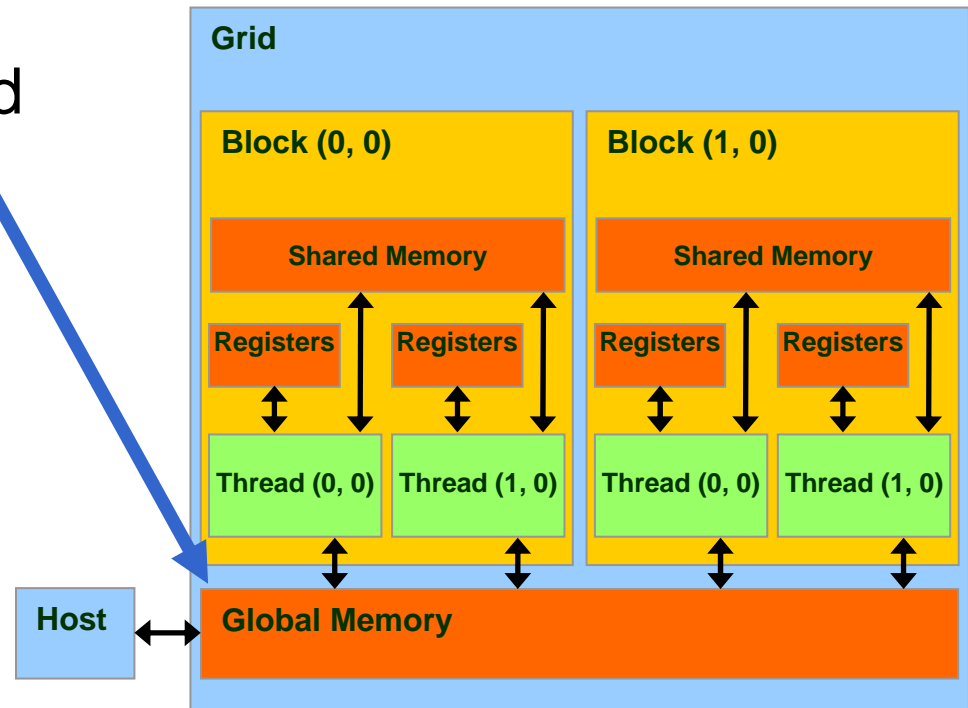 d
Grid
Block (0, 0)
Block (1, 0)
Shared Memory
Shared Memory
Registers
Registers
Registers
Registers
Thread (0, 0)
Thread (1, 0)
Thread (0, 0)
Thread (1, 0)
Host
Global Memory